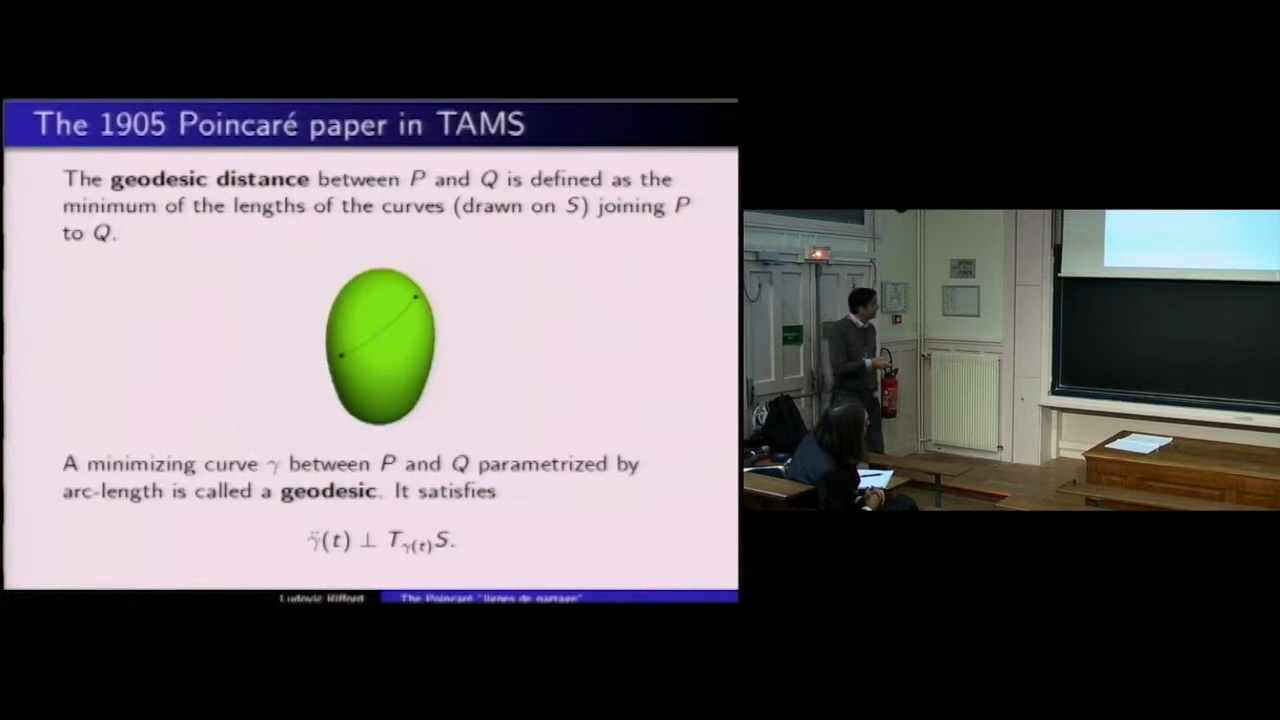 The 1905 Poincaré paper in TAMS
The geodesic distance between P and Q is defined as the
minimum of the lengths of the curves (drawn on S) joining P
to Q.
A minimizing curve γ between P and Q parametrized by
arc-length is called a geodesic. It satisfies
γ̈(t) ⊥ T_{γ(t)}S.
Ludovic Rifford
The Poincaré "lignes de partage"